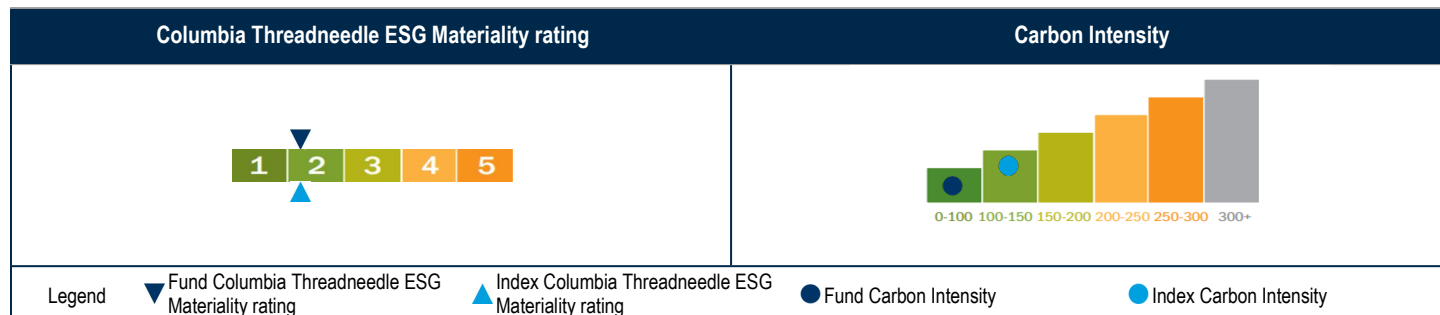 Columbia Threadneedle ESG Materiality rating
Carbon Intensity
1 2 3 4 5
0-100 100-150 150-200 200-250 250-300 300+
Legend
Fund Columbia Threadneedle ESG
Materiality rating
Index Columbia Threadneedle ESG
Materiality rating
Fund Carbon Intensity
Index Carbon Intensity